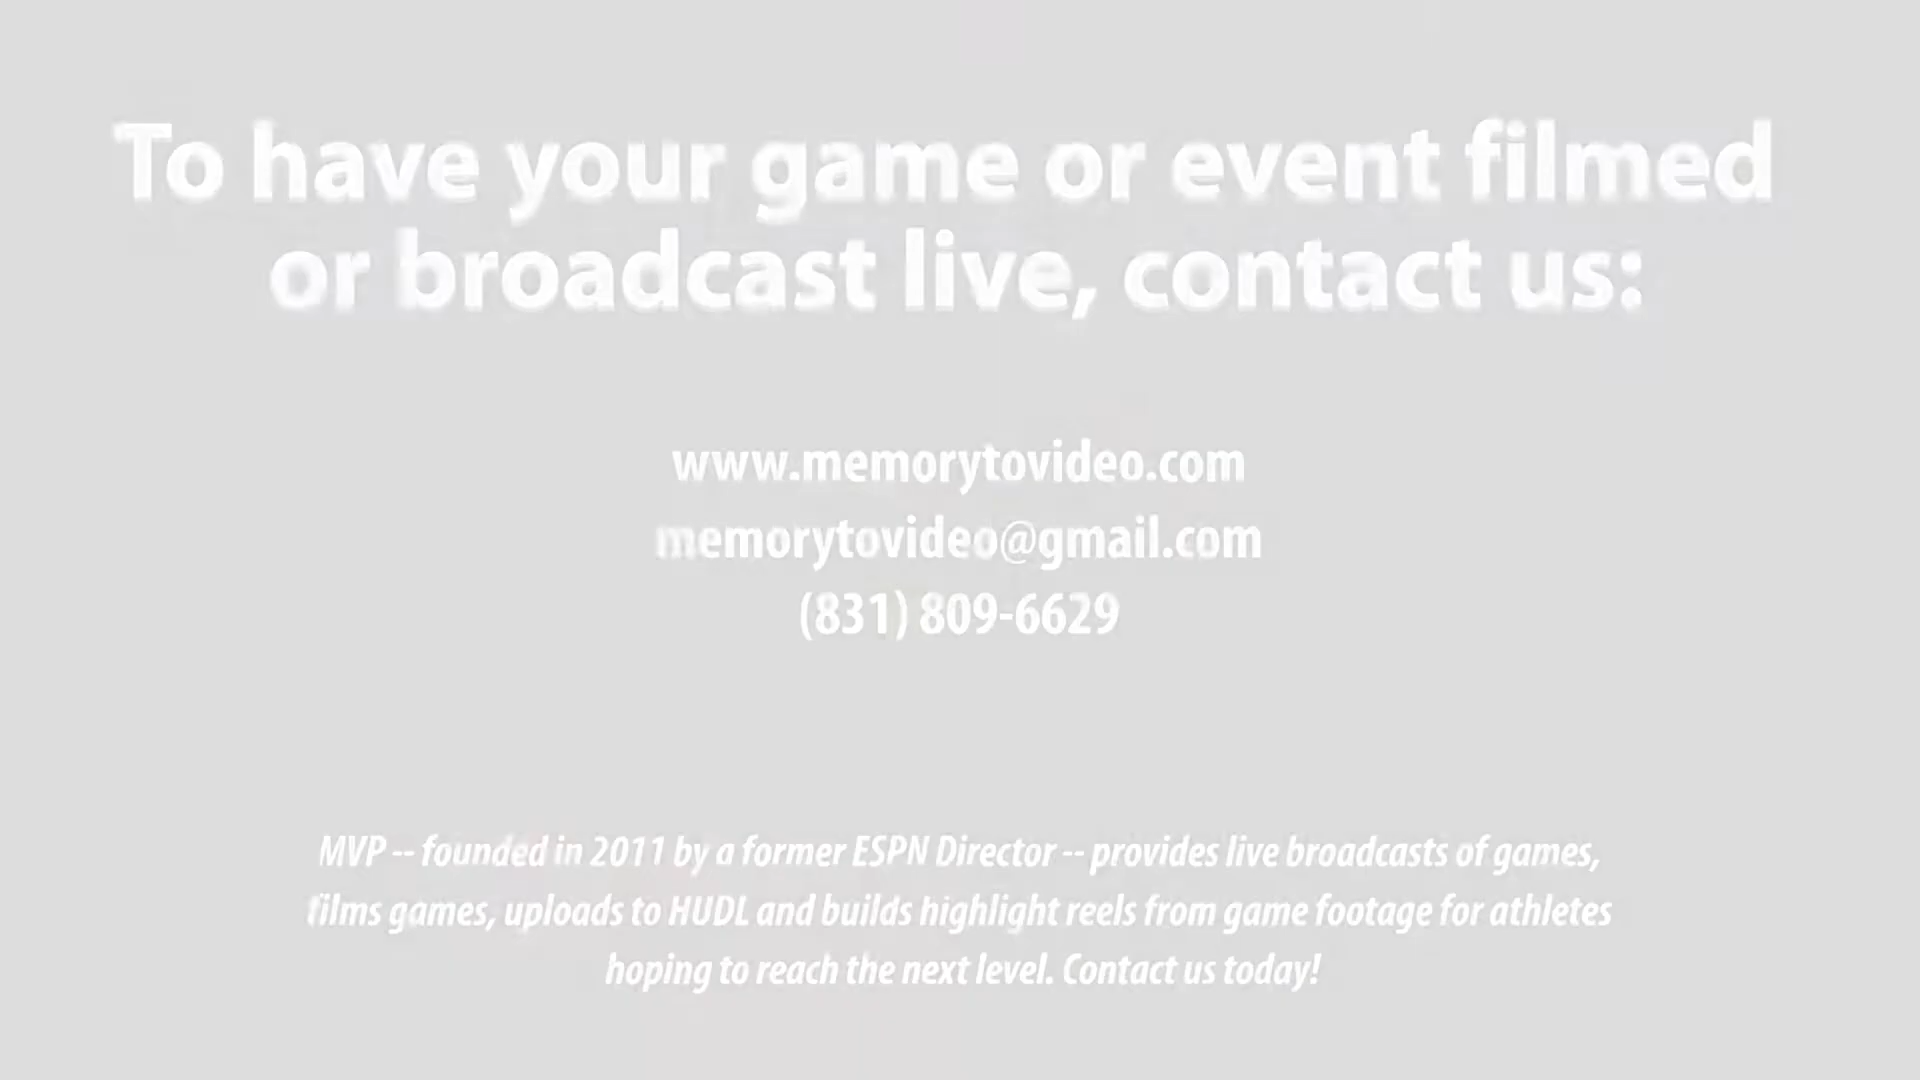 To have your game or event filmed
or broadcast live, contact us:
www.memorytovideo.com
memorytovideo@gmail.com
(831) 809-6629
MVP -- founded in 2011 by a former ESPN Director -- provides live broadcasts of games,
films games, uploads to HUDL and builds highlight reels from game footage for athletes
hoping to reach the next level. Contact us today!